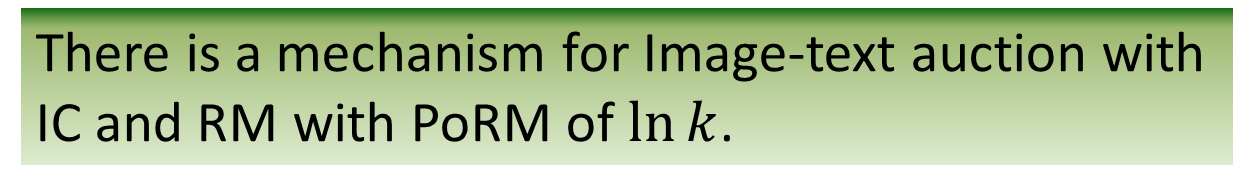 There is a mechanism for Image-text auction with
IC and RM with PoRM of ln k.